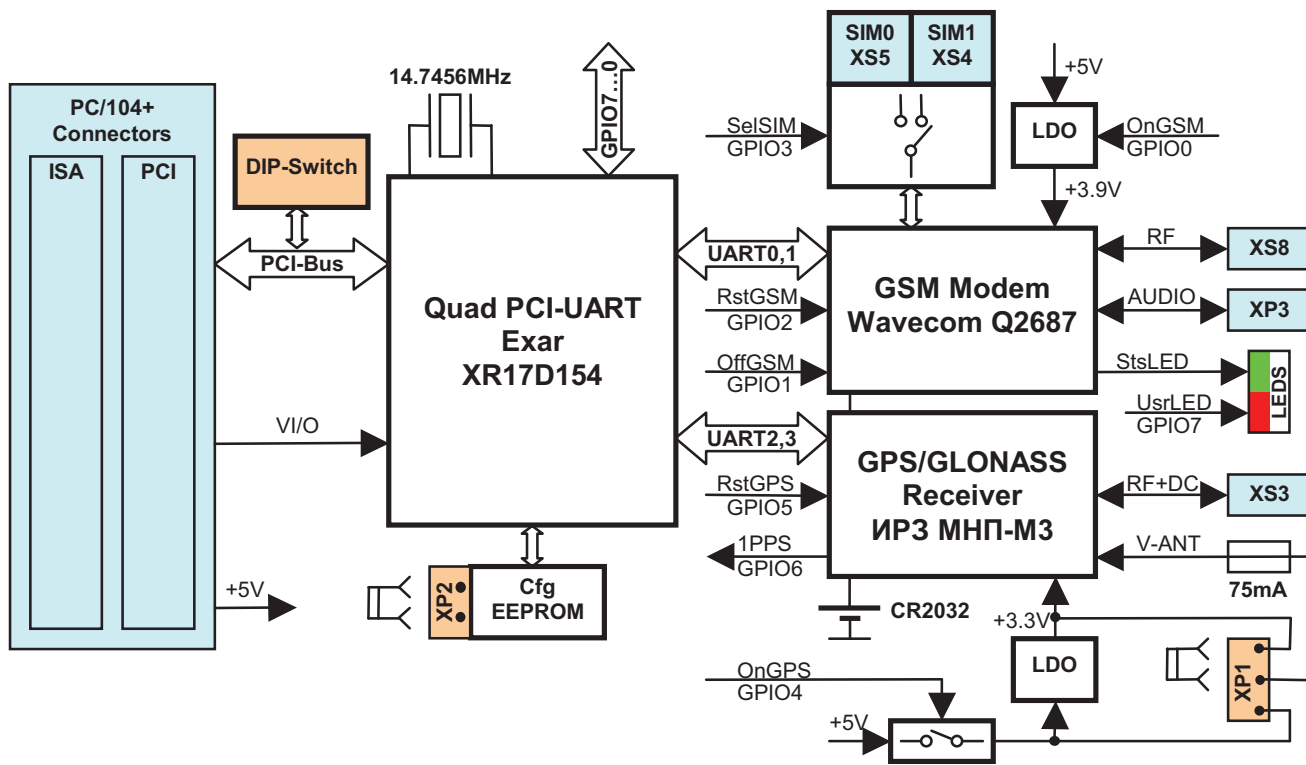 PC/104+
Connectors
ISA
PCI
DIP-Switch
PCI-Bus
14.7456MHz
GPIO7...0
Quad PCI-UART
Exar
XR17D154
VI/O
+5V
XP2
Cfg
EEPROM
SIM0
XS5
SIM1
XS4
SelSIM
GPIO3
+5V
LDO
OnGSM
GPIO0
+3.9V
UART0,1
RstGSM
GPIO2
OffGSM
GPIO1
GSM Modem
Wavecom Q2687
RF
XS8
AUDIO
XP3
StsLED
UsrLED
GPIO7
LEDS
UART2,3
RstGPS
GPIO5
1PPS
GPIO6
GPS/GLONASS
Receiver
ИРЗ МНП-М3
RF+DC
XS3
V-ANT
75mA
CR2032
+3.3V
LDO
XP1
OnGPS
GPIO4
+5V